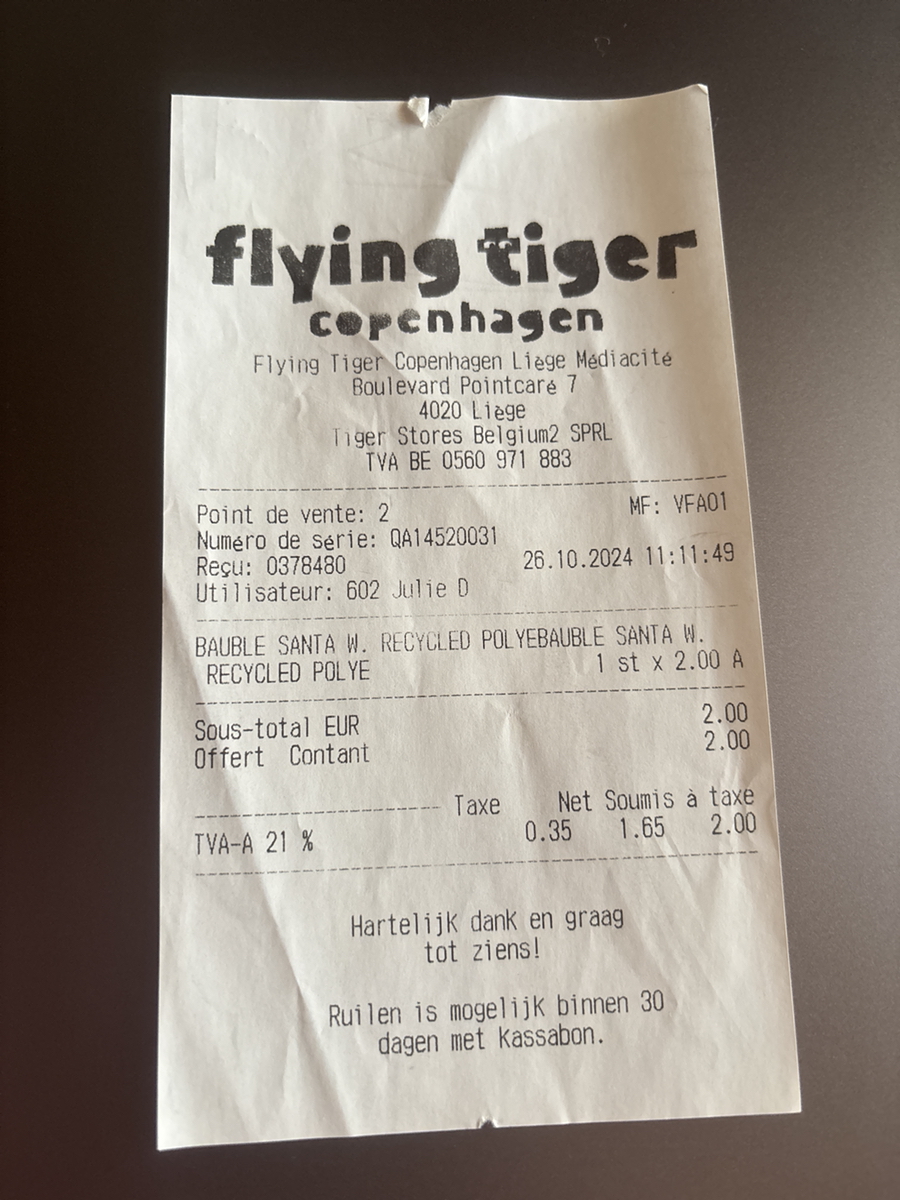 flying tiger
copenhagen
Flying Tiger Copenhagen Liège Médiacité
Boulevard Pointcaré 7
4020 Liège
Tiger Stores Belgium2 SPRL
TVA BE 0560 971 883
Point de vente: 2 MF: VFA01
Numéro de série: QA14520031
Reçu: 0378480 26.10.2024 11:11:49
Utilisateur: 602 Julie D
BAUBLE SANTA W. RECYCLED POLYEBAUBLE SANTA W.
RECYCLED POLYE 1 st x 2.00 A
Sous-total EUR 2.00
Offert Contant 2.00
Taxe Net Soumis à taxe
TVA-A 21 % 0.35 1.65 2.00
Hartelijk dank en graag
tot ziens!
Ruilen is mogelijk binnen 30
dagen met kassabon.